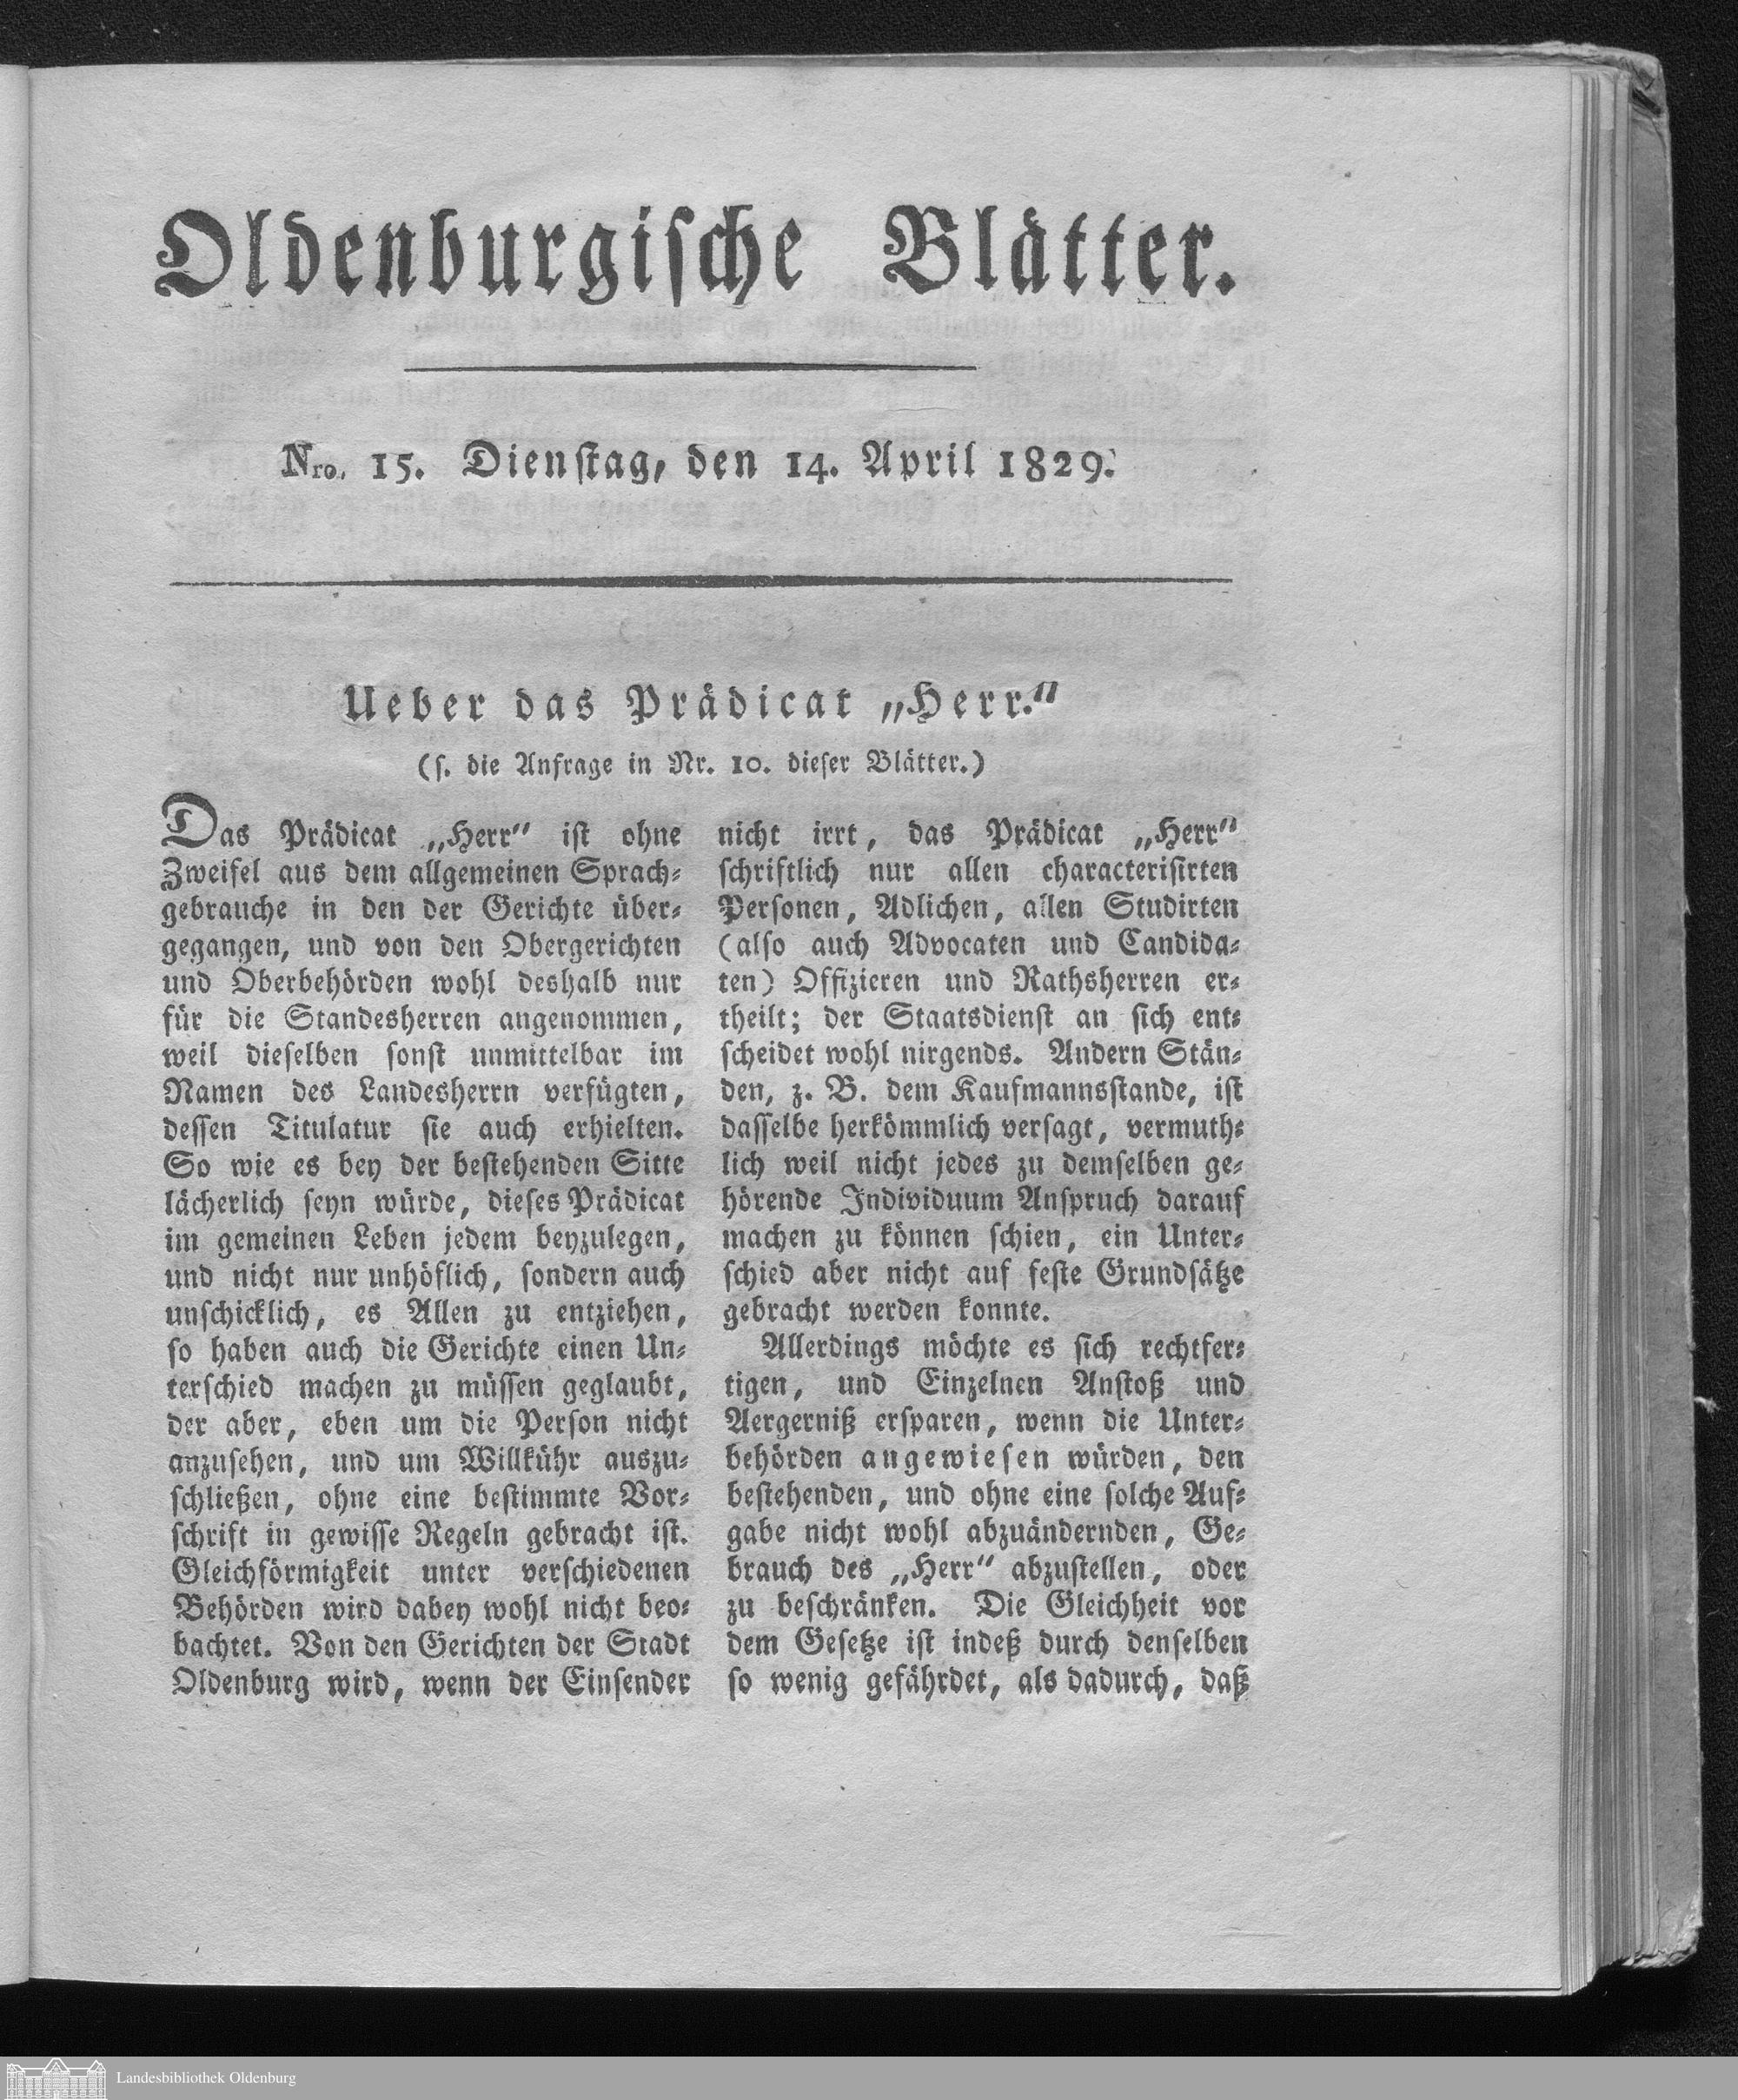 Oldenburgische Blätter.
Nro. 15. Dienstag, den 14. April 1829.
Ueber das Prädicat „Herr."
(s. die Anfrage in Nr. 10. dieser Blätter.)
Das Prädicat „Herr" ist ohne
Zweifel aus dem allgemeinen Sprach-
gebrauche in den der Gerichte über-
gegangen, und von den Obergerichten
und Oberbehörden wohl deshalb nur
für die Standesherren angenommen,
weil dieselben sonst unmittelbar im
Namen des Landesherrn verfügten,
dessen Titulatur sie auch erhielten.
So wie es bey der bestehenden Sitte
lächerlich seyn würde, dieses Prädicat
im gemeinen Leben jedem beyzulegen,
und nicht nur unhöflich, sondern auch
unschicklich, es Allen zu entziehen,
so haben auch die Gerichte einen Un-
terschied machen zu müssen geglaubt,
der aber, eben um die Person nicht
anzusehen, und um Willkühr auszu-
schließen, ohne eine bestimmte Vor-
schrift in gewisse Regeln gebracht ist.
Gleichförmigkeit unter verschiedenen
Behörden wird dabey wohl nicht beo-
bachtet. Von den Gerichten der Stadt
Oldenburg wird, wenn der Einsender
nicht irrt, das Prädicat „Herr"
schriftlich nur allen characterisirten
Personen, Adlichen, allen Studirten
(also auch Advocaten und Candida-
ten) Offizieren und Rathsherren er-
theilt; der Staatsdienst an sich ent-
scheidet wohl nirgends. Andern Stän-
den, z. B. dem Kaufmannsstande, ist
dasselbe herkömmlich versagt, vermuth-
lich weil nicht jedes zu demselben ge-
hörende Individuum Anspruch darauf
machen zu können schien, ein Unter-
schied aber nicht auf feste Grundsätze
gebracht werden konnte.
Allerdings möchte es sich rechtfer-
tigen, und Einzelnen Anstoß und
Aergerniß ersparen, wenn die Unter-
behörden angewiesen würden, den
bestehenden, und ohne eine solche Auf-
gabe nicht wohl abzuändernden, Ge-
brauch des „Herr" abzustellen, oder
zu beschränken. Die Gleichheit vor
dem Gesetze ist indeß durch denselben
so wenig gefährdet, als dadurch, daß
Landesbibliothek Oldenburg